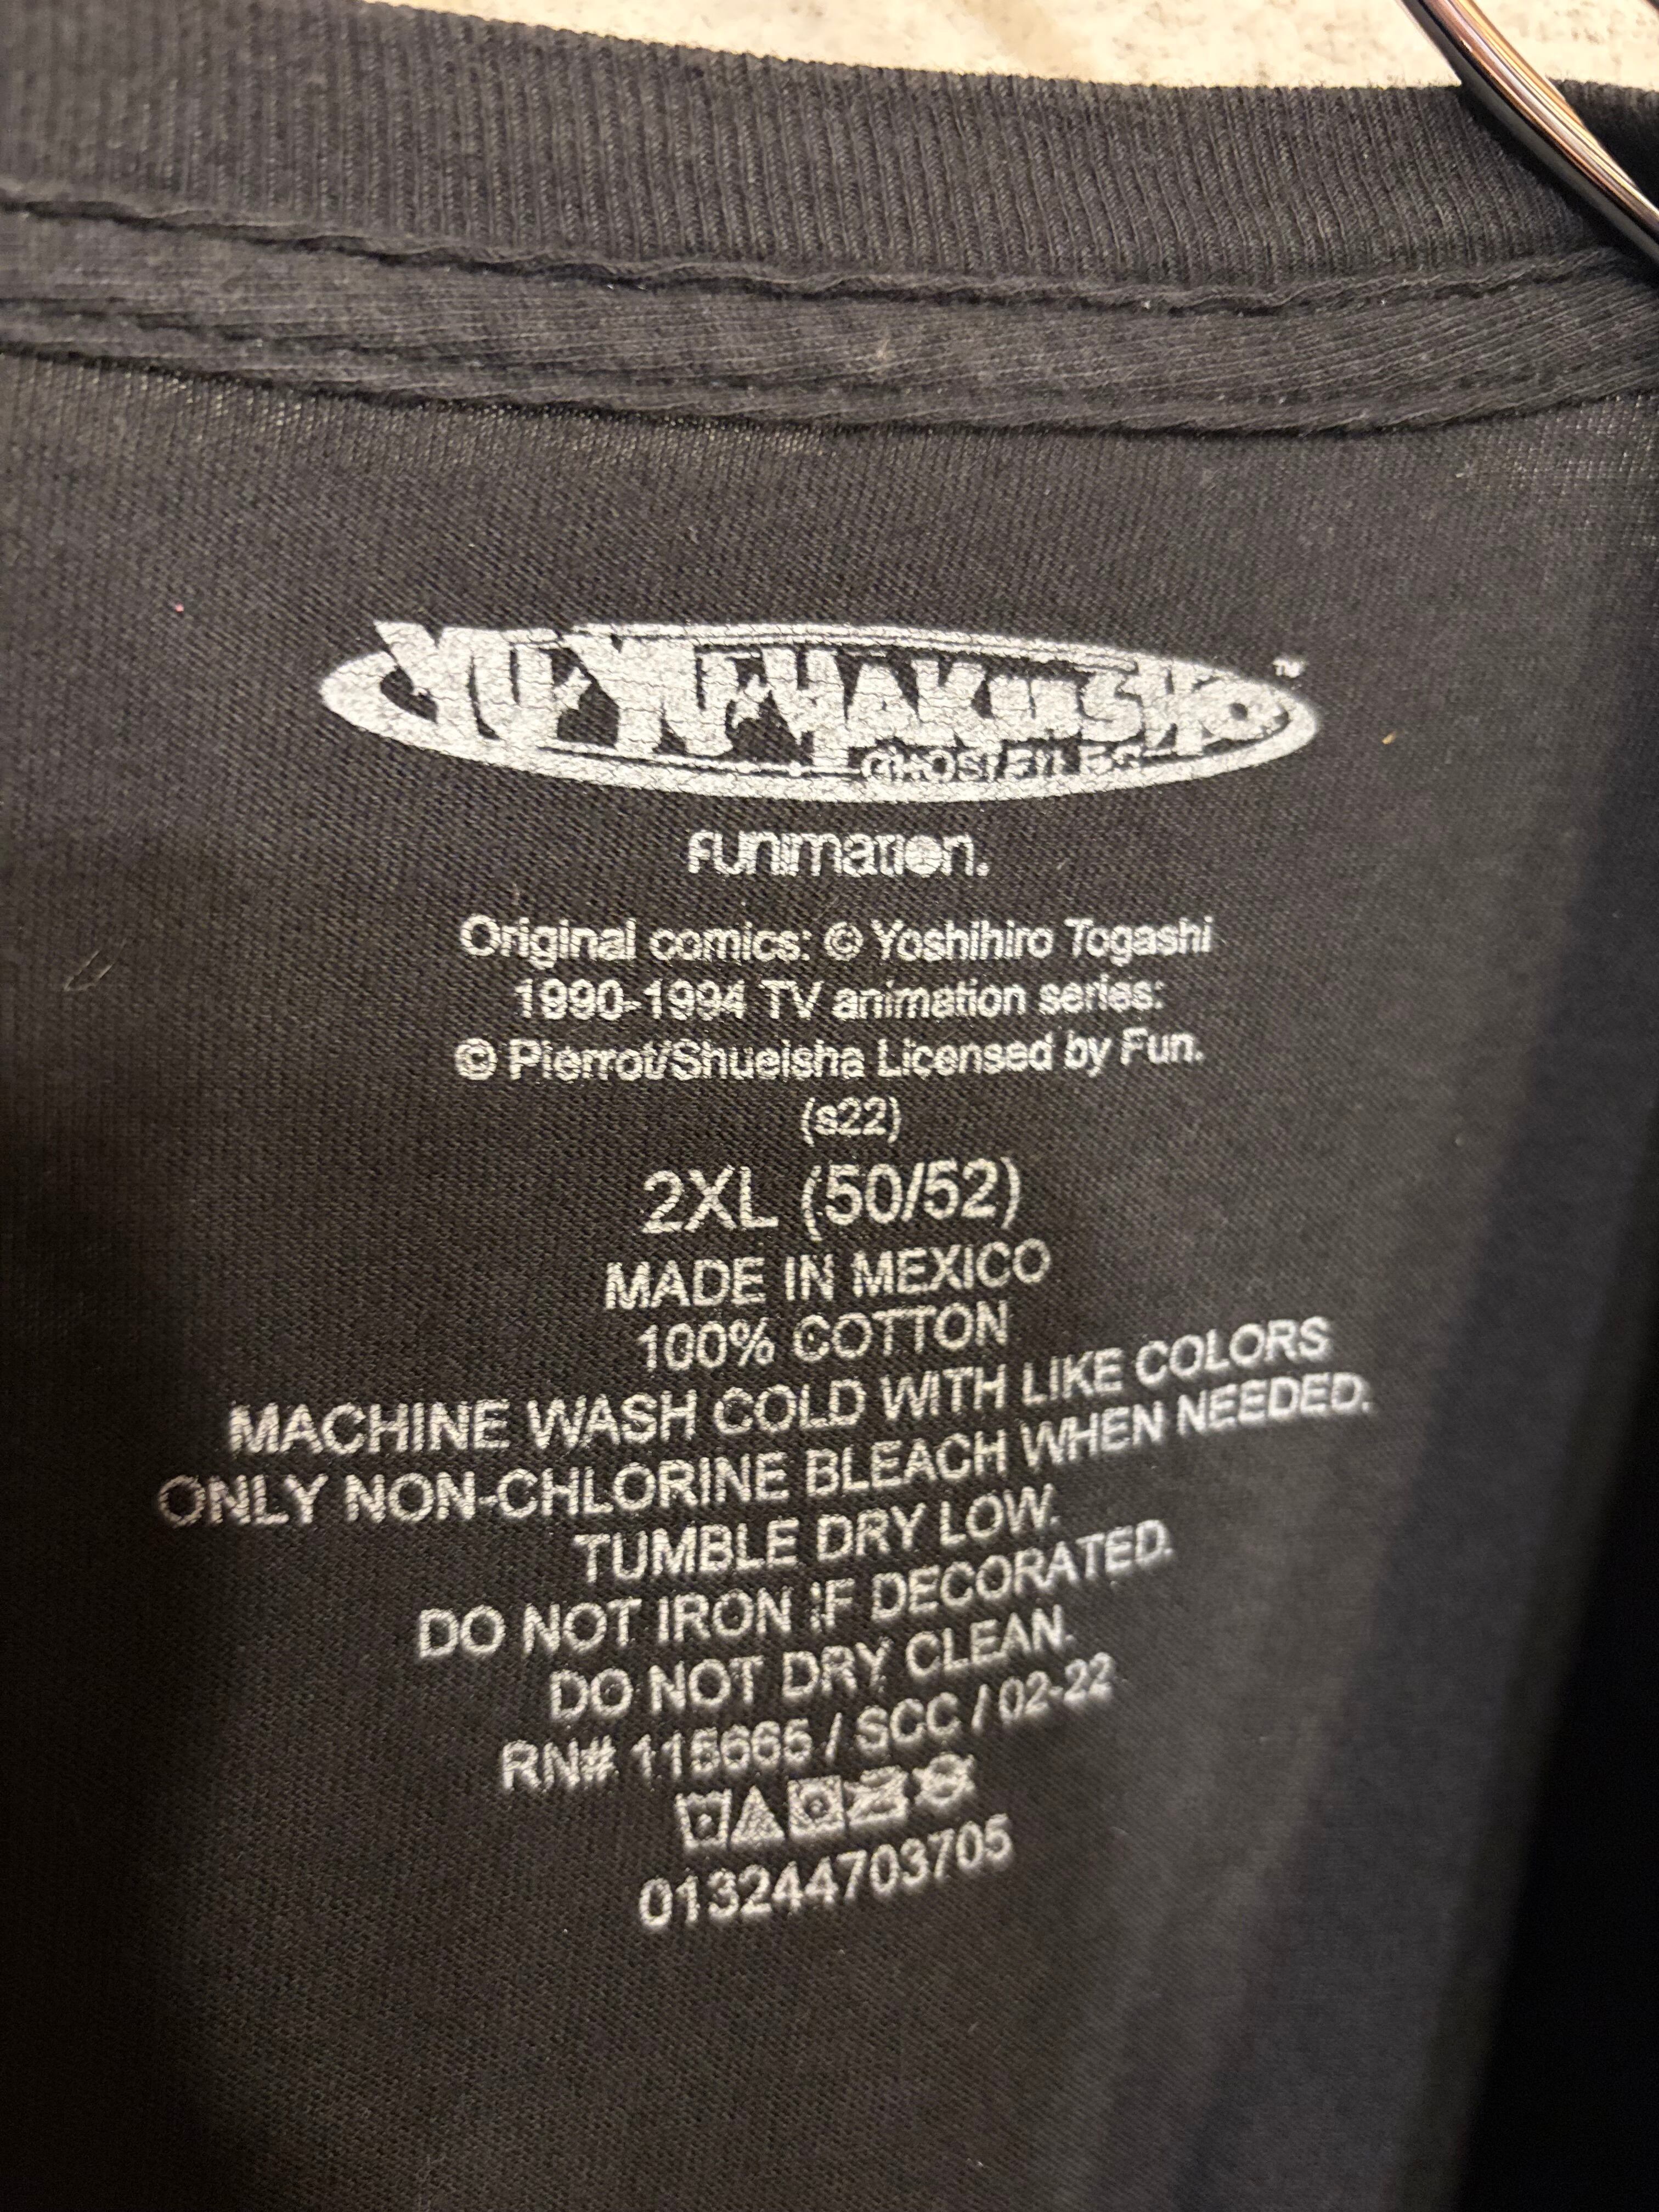 YU YU HAKUSHO TM
GHOST FILES
FUNimation.
Original comics: © Yoshihiro Togashi
1990-1994 TV animation series:
© Pierrot/Shueisha Licensed by Fun.
(s22)
2XL (50/52)
MADE IN MEXICO
100% COTTON
MACHINE WASH COLD WITH LIKE COLORS
ONLY NON-CHLORINE BLEACH WHEN NEEDED.
TUMBLE DRY LOW.
DO NOT IRON IF DECORATED.
DO NOT DRY CLEAN.
RN# 115665 / SCC / 02-22
013244703705